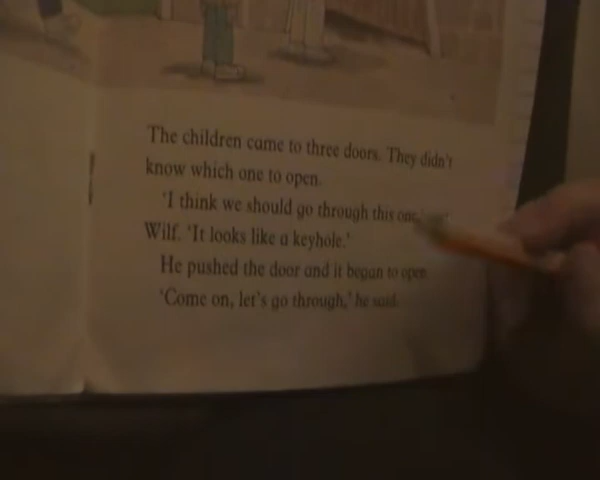 The children came to three doors. They didn't
know which one to open.
'I think we should go through this one,'
Wilf. 'It looks like a keyhole.'
He pushed the door and it began to open.
'Come on, let's go through,' he said.